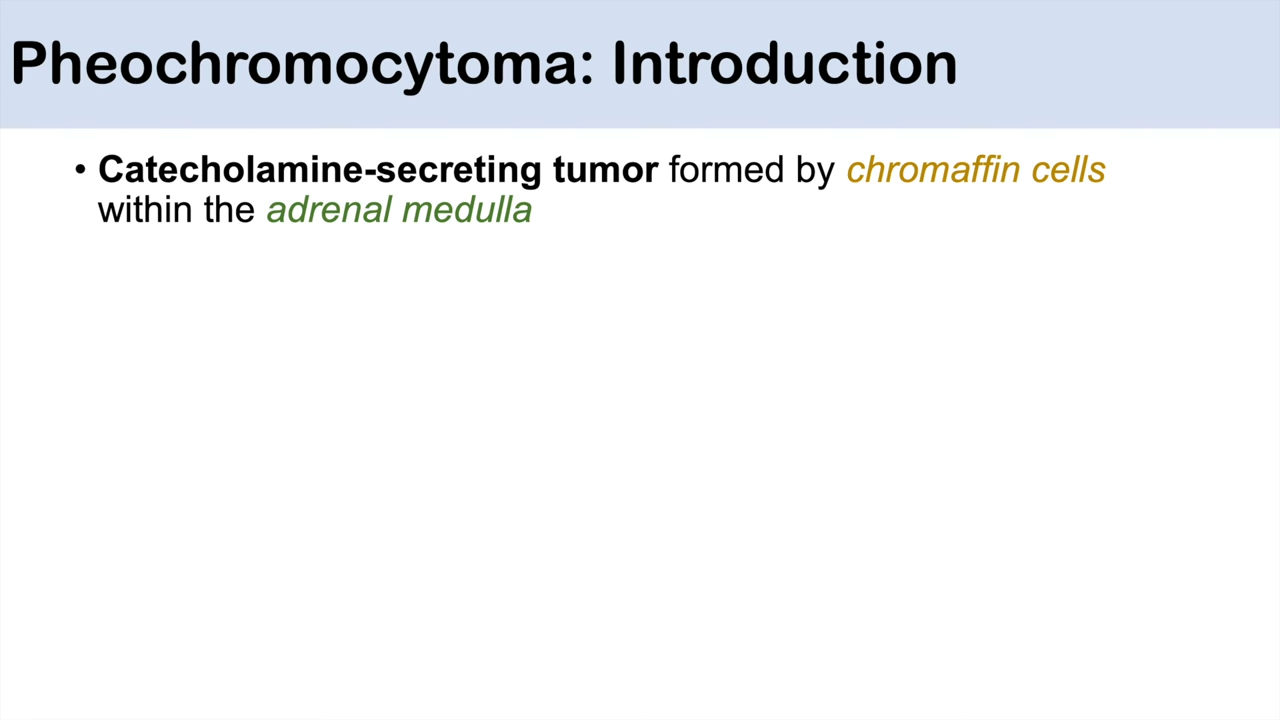 Pheochromocytoma: Introduction
• Catecholamine-secreting tumor formed by chromaffin cells
within the adrenal medulla